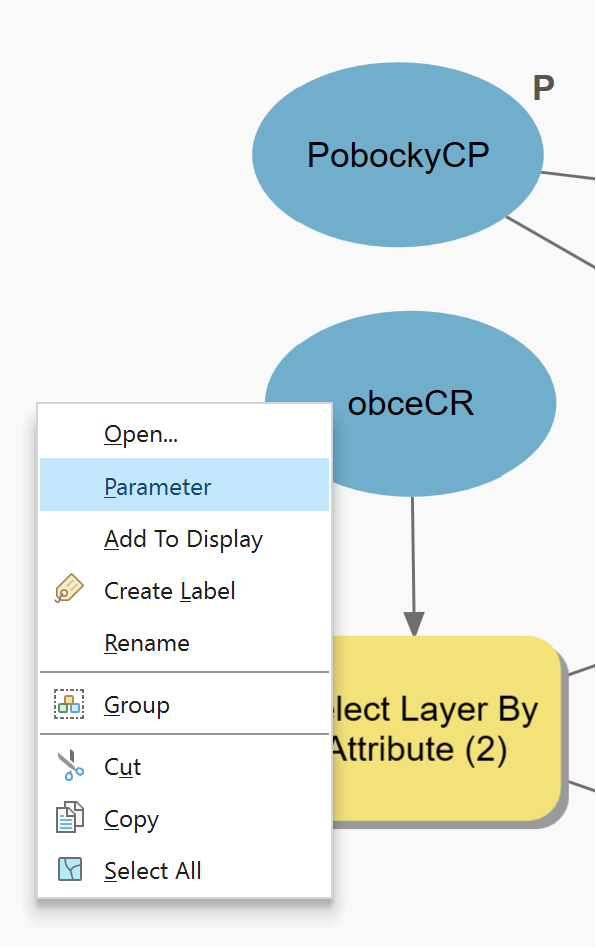 P
PobockyCP
obceCR
Open...
Parameter
Add To Display
Create Label
Rename
Group
Cut
Copy
Select All
lect Layer By
Attribute (2)